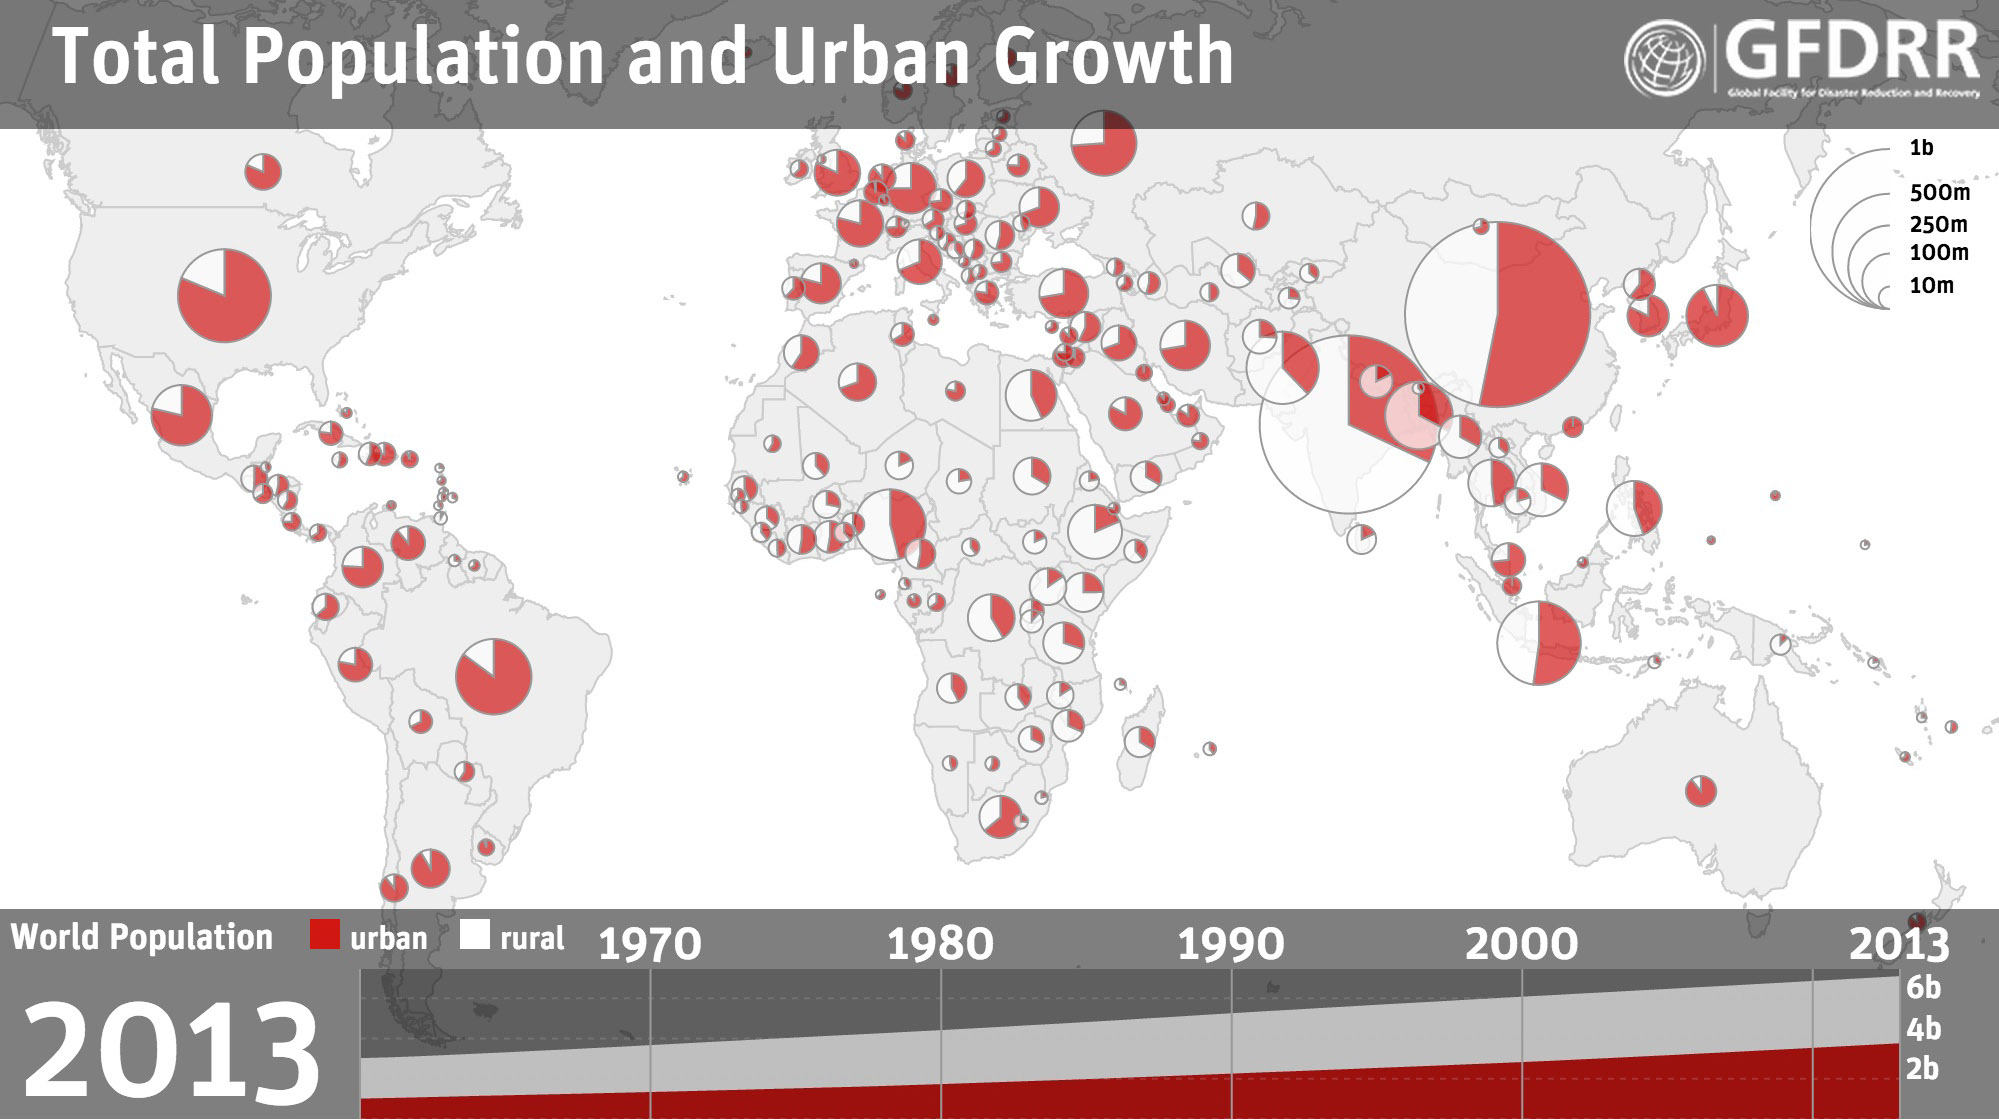 Total Population and Urban Growth
GFDRR
Global Facility for Disaster Reduction and Recovery
1b
500m
250m
100m
10m
World Population
urban
rural
1970
1980
1990
2000
2013
2013
6b
4b
2b